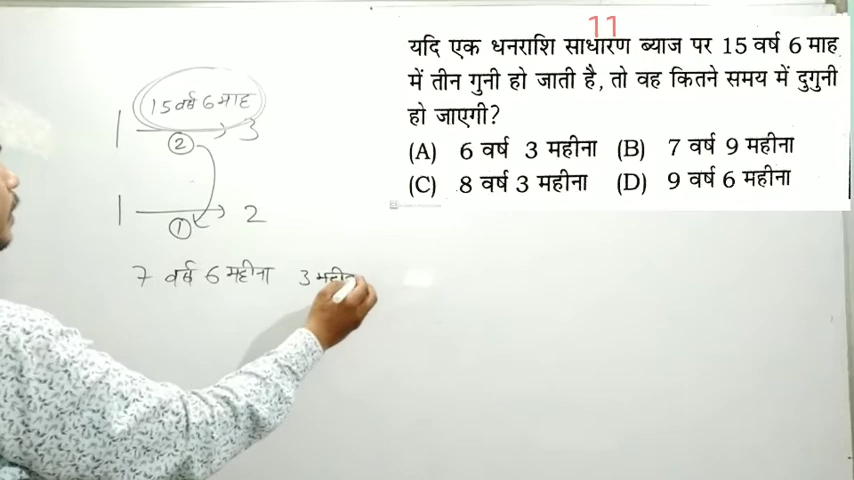 11
यदि एक धनराशि साधारण ब्याज पर 15 वर्ष 6 माह
में तीन गुनी हो जाती है, तो वह कितने समय में दुगुनी
हो जाएगी?
(A) 6 वर्ष 3 महीना (B) 7 वर्ष 9 महीना
(C) 8 वर्ष 3 महीना (D) 9 वर्ष 6 महीना
15 वर्ष 6 माह
1 → 3
2
1 → 2
1
7 वर्ष 6 महीना 3